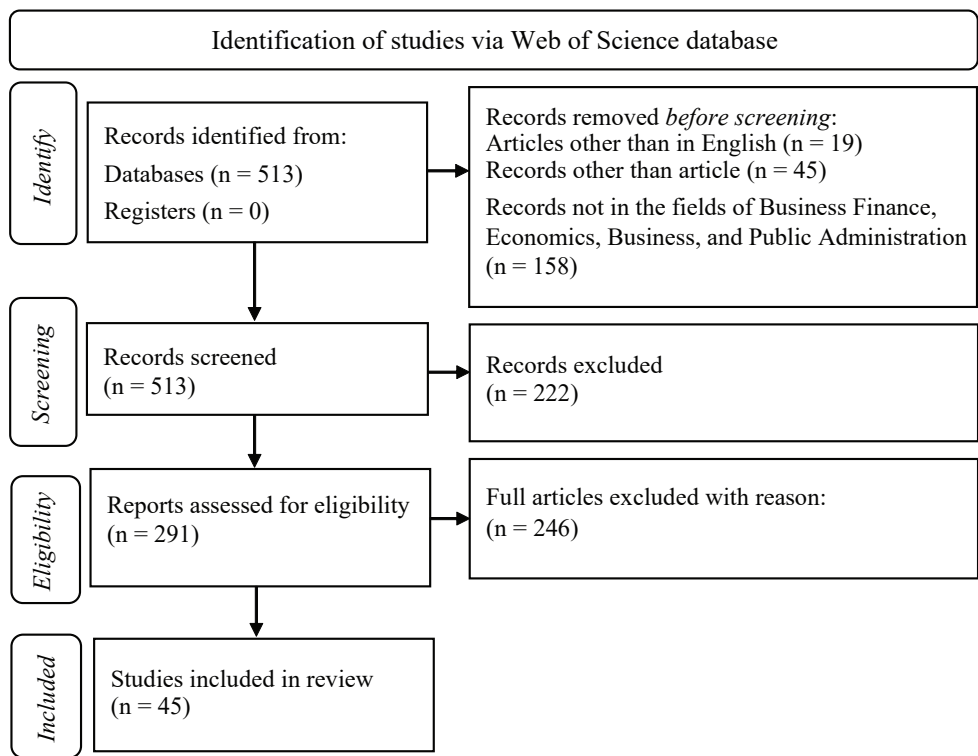 Identification of studies via Web of Science database
Identify
Records identified from:
Databases (n = 513)
Registers (n = 0)
Records removed before screening:
Articles other than in English (n = 19)
Records other than article (n = 45)
Records not in the fields of Business Finance,
Economics, Business, and Public Administration
(n = 158)
Screening
Records screened
(n = 513)
Records excluded
(n = 222)
Eligibility
Reports assessed for eligibility
(n = 291)
Full articles excluded with reason:
(n = 246)
Included
Studies included in review
(n = 45)